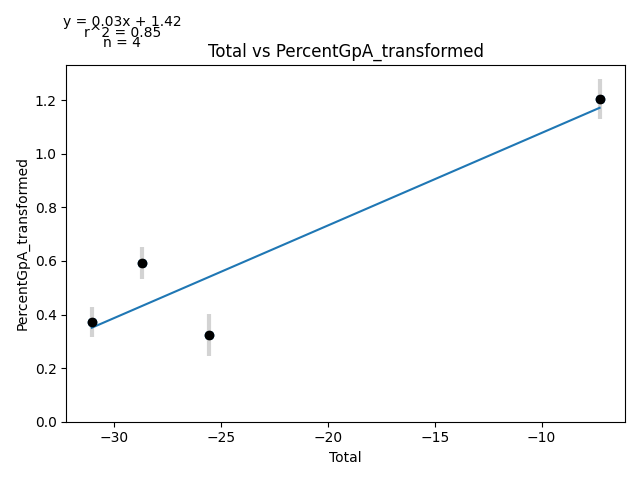 y = 0.03x + 1.42
r^2 = 0.85
n = 4
Total vs PercentGpA_transformed
1.2
1.0
0.8
0.6
0.4
0.2
0.0
PercentGpA_transformed
−30
−25
−20
−15
−10
Total